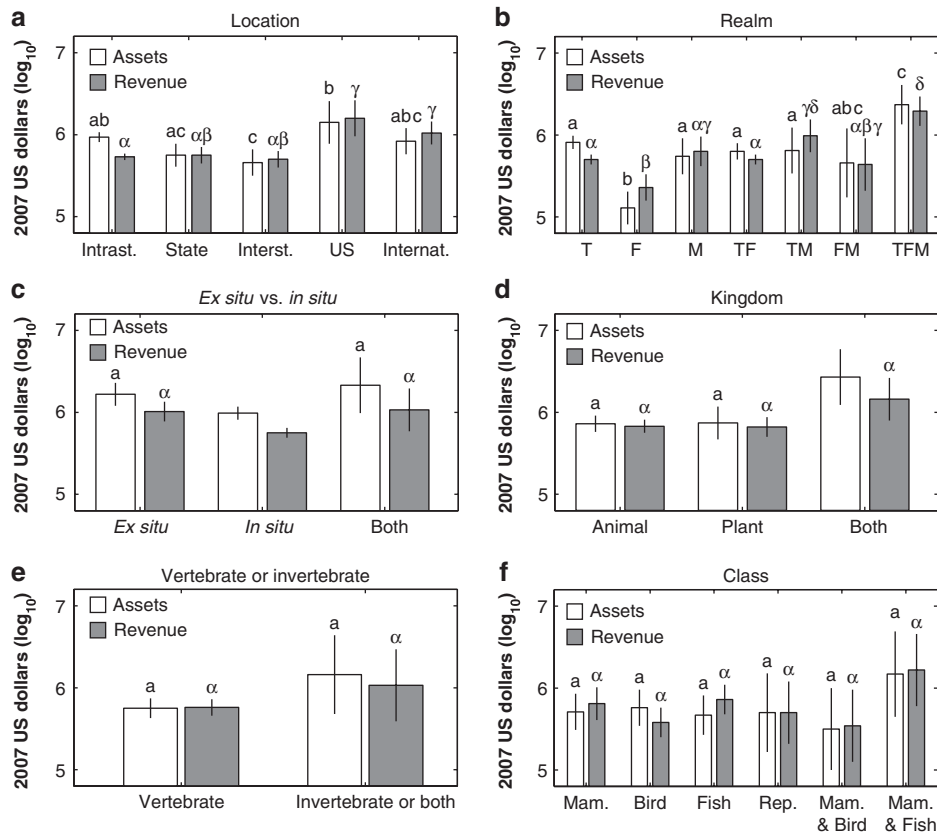 a
Location
2007 US dollars (log10)
7
6
5
Assets
Revenue
ab
α
ac
αβ
c
αβ
b
γ
abc
γ
Intrast.
State
Interst.
US
Internat.
b
Realm
2007 US dollars (log10)
7
6
5
Assets
Revenue
a
α
b
β
a
αγ
a
α
a
γδ
abc
αβγ
c
δ
T
F
M
TF
TM
FM
TFM
c
Ex situ vs. in situ
2007 US dollars (log10)
7
6
5
Assets
Revenue
a
α
a
α
Ex situ
In situ
Both
d
Kingdom
2007 US dollars (log10)
7
6
5
Assets
Revenue
a
α
a
α
Animal
Plant
Both
e
Vertebrate or invertebrate
2007 US dollars (log10)
7
6
5
Assets
Revenue
a
α
a
α
Vertebrate
Invertebrate or both
f
Class
2007 US dollars (log10)
7
6
5
Assets
Revenue
a
α
a
α
a
α
a
α
a
α
a
α
Mam.
Bird
Fish
Rep.
Mam.
& Bird
Mam.
& Fish